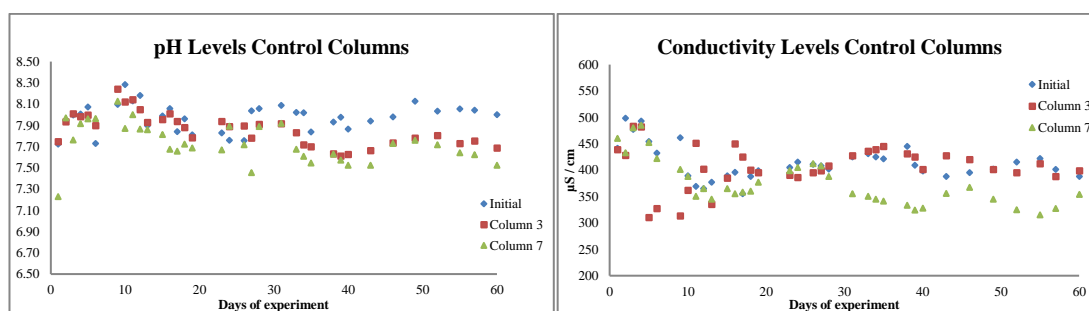 pH Levels Control Columns
8.50
8.30
8.10
7.90
7.70
7.50
7.30
7.10
6.90
6.70
6.50
0 10 20 30 40 50 60
Days of experiment
Initial
Column 3
Column 7
Conductivity Levels Control Columns
µS / cm
600
550
500
450
400
350
300
250
200
0 10 20 30 40 50 60
Days of experiment
Initial
Column 3
Column 7